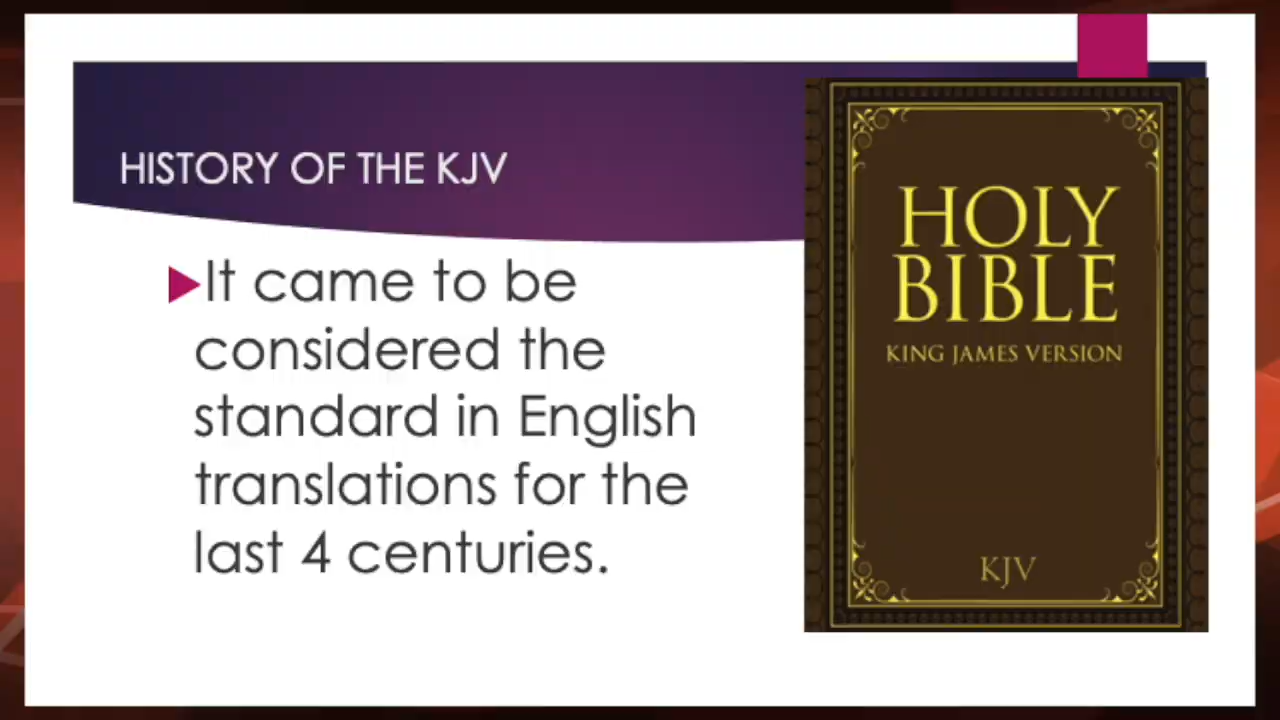 HISTORY OF THE KJV
It came to be
considered the
standard in English
translations for the
last 4 centuries.
HOLY
BIBLE
KING JAMES VERSION
KJV